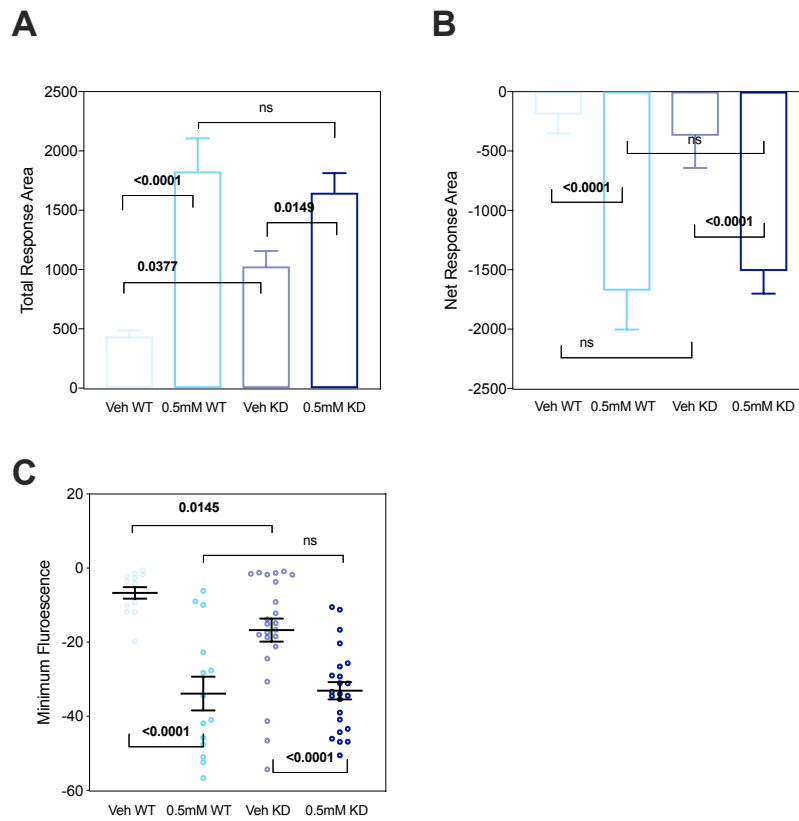 A
Total Response Area
2500
2000
1500
1000
500
0
ns
<0.0001
0.0149
0.0377
Veh WT 0.5mM WT Veh KD 0.5mM KD
B
Net Response Area
0
-500
-1000
-1500
-2000
-2500
ns
<0.0001
<0.0001
ns
Veh WT 0.5mM WT Veh KD 0.5mM KD
C
Minimum Fluroescence
20
0
-20
-40
-60
0.0145
ns
<0.0001
<0.0001
Veh WT 0.5mM WT Veh KD 0.5mM KD